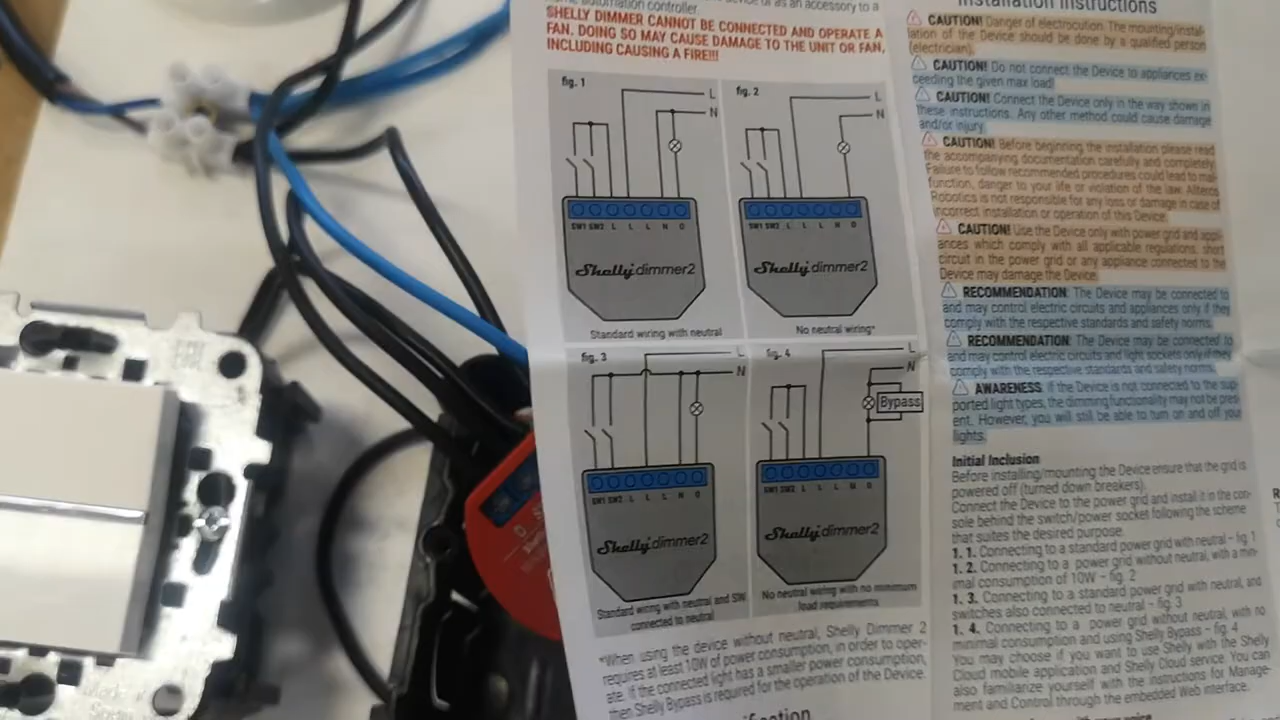 home automation controller.
SHELLY DIMMER CANNOT BE CONNECTED AND OPERATE A
FAN, DOING SO MAY CAUSE DAMAGE TO THE UNIT OR FAN,
INCLUDING CAUSING A FIRE!!!
fig. 1
L
N
SW1 SW2 L L L N O
Shelly dimmer2
Standard wiring with neutral
fig. 2
L
N
SW1 SW2 L L L N O
Shelly dimmer2
No neutral wiring*
fig. 3
L
N
SW1 SW2 L L L N O
Shelly dimmer2
Standard wiring with neutral and SW
connected to neutral
fig. 4
L
N
Bypass
SW1 SW2 L L L N O
Shelly dimmer2
No neutral wiring with no minimum
load requirements
*When using the device without neutral, Shelly Dimmer 2
requires at least 10W of power consumption, in order to oper-
ate. If the connected light has a smaller power consumption,
then Shelly Bypass is required for the operation of the Device.
Installation Instructions
CAUTION! Danger of electrocution. The mounting/instal-
lation of the Device should be done by a qualified person
(electrician).
CAUTION! Do not connect the Device to appliances ex-
ceeding the given max load!
CAUTION! Connect the Device only in the way shown in
these instructions. Any other method could cause damage
and/or injury.
CAUTION! Before beginning the installation please read
the accompanying documentation carefully and completely.
Failure to follow recommended procedures could lead to mal-
function, danger to your life or violation of the law. Allterco
Robotics is not responsible for any loss or damage in case of
incorrect installation or operation of this Device.
CAUTION! Use the Device only with power grid and appli-
ances which comply with all applicable regulations. short
circuit in the power grid or any appliance connected to the
Device may damage the Device.
RECOMMENDATION: The Device may be connected to
and may control electric circuits and appliances only if they
comply with the respective standards and safety norms.
RECOMMENDATION: The Device may be connected to
and may control electric circuits and light sockets only if they
comply with the respective standards and safety norms.
AWARENESS: If the Device is not connected to the sup-
ported light types, the dimming functionality may not be pres-
ent. However, you will still be able to turn on and off your
lights.
Initial Inclusion
Before installing/mounting the Device ensure that the grid is
powered off (turned down breakers).
Connect the Device to the power grid and install it in the con-
sole behind the switch/power socket following the scheme
that suites the desired purpose.
1. 1. Connecting to a standard power grid with neutral – fig. 1
1. 2. Connecting to a power grid without neutral, with a mini-
mal consumption of 10W – fig. 2
1. 3. Connecting to a standard power grid with neutral, and
switches also connected to neutral – fig. 3
1. 4. Connecting to a power grid without neutral, with no
minimal consumption and using Shelly Bypass – fig. 4
You may choose if you want to use Shelly with the Shelly
Cloud mobile application and Shelly Cloud service. You can
also familiarize yourself with the instructions for Manage-
ment and Control through the embedded Web interface.